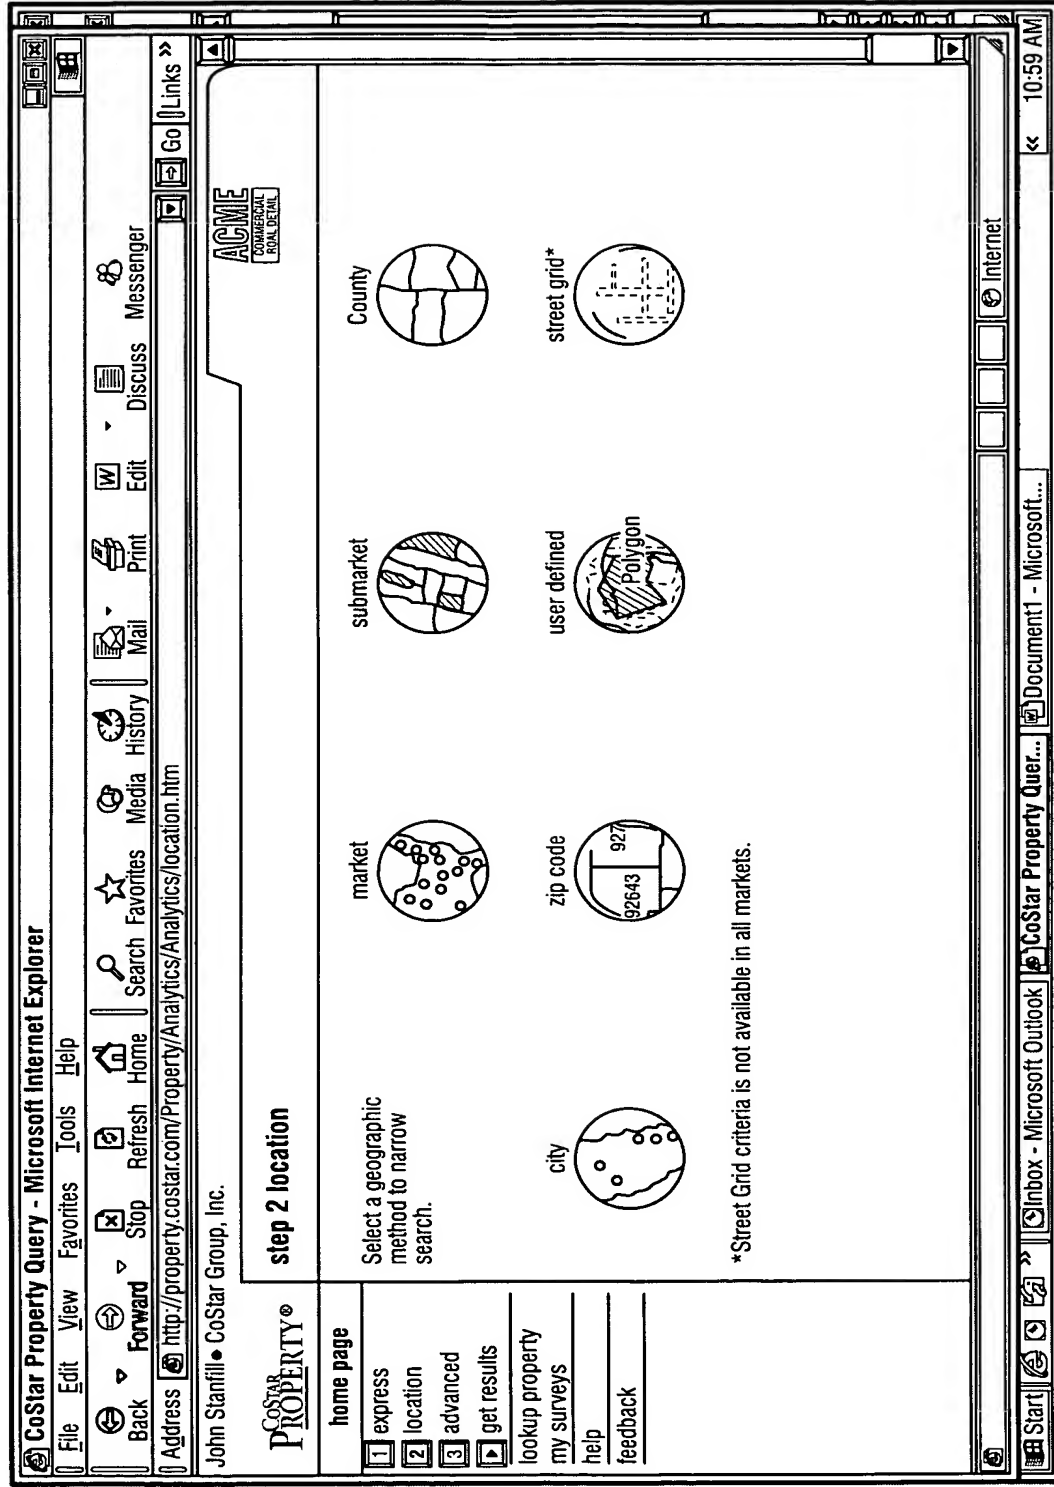 CoStar Property Query - Microsoft Internet Explorer
File Edit View Favorites Tools Help
Back Forward Stop Refresh Home Search Favorites Media History Mail Print Edit Discuss Messenger
Address http://property.costar.com/Property/Analytics/Analytics/Analytics/location.htm Go Links »
John Stanfill • CoStar Group, Inc.
COSTAR
PROPERTY®
step 2 location
ACME
COMMERCIAL
ROAL DETAIL
home page
1 express
2 location
3 advanced
get results
lookup property
my surveys
help
feedback
Select a geographic
method to narrow
search.
market submarket County
city zip code user defined street grid*
92643 927
Polygon
*Street Grid criteria is not available in all markets.
Internet
Start » Inbox - Microsoft Outlook CoStar Property Quer... Document1 - Microsoft... « 10:59 AM